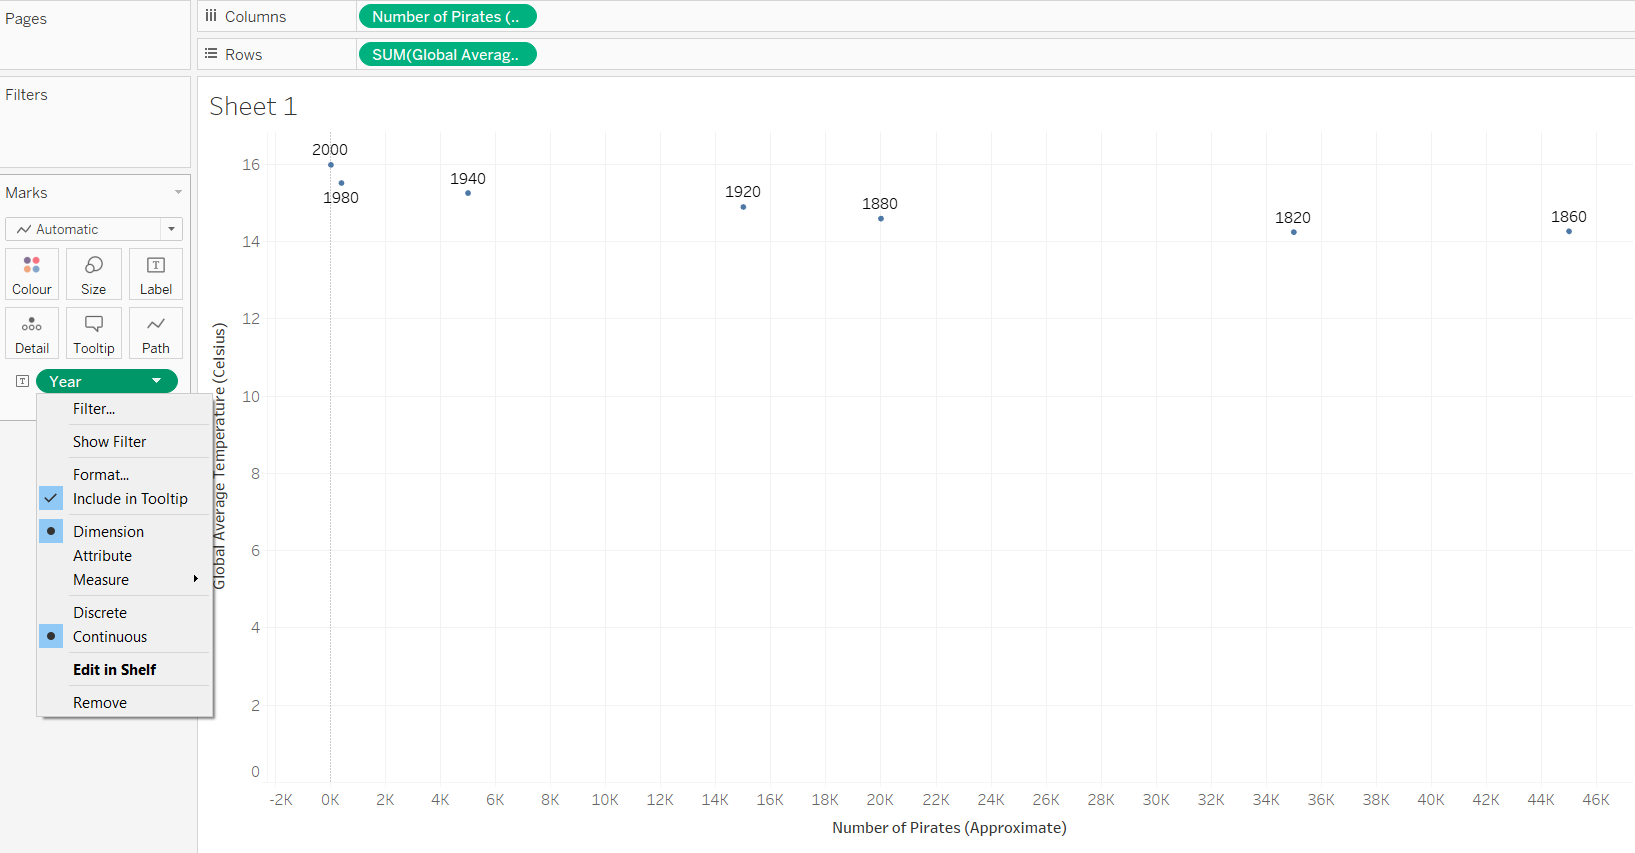 Pages
Columns
Number of Pirates (..
Rows
SUM(Global Averag..
Filters
Sheet 1
Marks
Automatic
Colour
Size
T
Label
Detail
Tooltip
Path
T
Year
Filter...
Show Filter
Format...
Include in Tooltip
Dimension
Attribute
Measure
Discrete
Continuous
Edit in Shelf
Remove
Global Average Temperature (Celsius)
16
14
12
10
8
6
4
2
0
2000
1980
1940
1920
1880
1820
1860
-2K 0K 2K 4K 6K 8K 10K 12K 14K 16K 18K 20K 22K 24K 26K 28K 30K 32K 34K 36K 38K 40K 42K 44K 46K
Number of Pirates (Approximate)